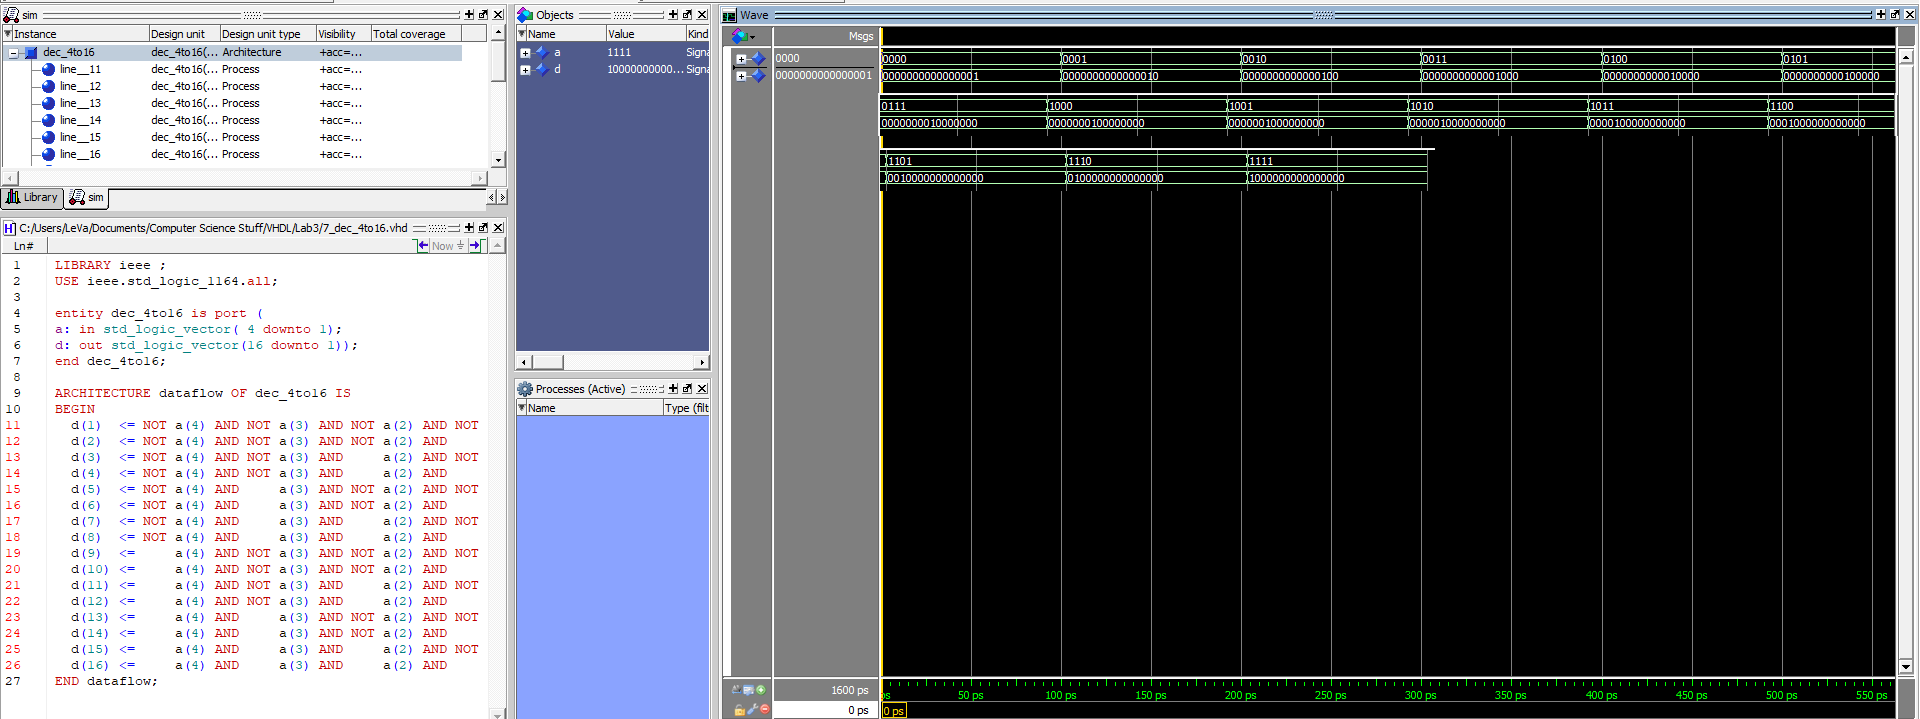 sim
Instance Design unit Design unit type Visibility Total coverage
dec_4to16 dec_4to16(... Architecture +acc=...
line__11 dec_4to16(... Process +acc=...
line__12 dec_4to16(... Process +acc=...
line__13 dec_4to16(... Process +acc=...
line__14 dec_4to16(... Process +acc=...
line__15 dec_4to16(... Process +acc=...
line__16 dec_4to16(... Process +acc=...
Library sim
C:/Users/LeVa/Documents/Computer Science Stuff/VHDL/Lab3/7_dec_4to16.vhd
Ln# Now
1 LIBRARY ieee ;
2 USE ieee.std_logic_1164.all;
3
4 entity dec_4to16 is port (
5 a: in std_logic_vector( 4 downto 1);
6 d: out std_logic_vector(16 downto 1));
7 end dec_4to16;
8
9 ARCHITECTURE dataflow OF dec_4to16 IS
10 BEGIN
11 d(1) <= NOT a(4) AND NOT a(3) AND NOT a(2) AND NOT
12 d(2) <= NOT a(4) AND NOT a(3) AND NOT a(2) AND
13 d(3) <= NOT a(4) AND NOT a(3) AND a(2) AND NOT
14 d(4) <= NOT a(4) AND NOT a(3) AND a(2) AND
15 d(5) <= NOT a(4) AND a(3) AND NOT a(2) AND NOT
16 d(6) <= NOT a(4) AND a(3) AND NOT a(2) AND
17 d(7) <= NOT a(4) AND a(3) AND a(2) AND NOT
18 d(8) <= NOT a(4) AND a(3) AND a(2) AND
19 d(9) <= a(4) AND NOT a(3) AND NOT a(2) AND NOT
20 d(10) <= a(4) AND NOT a(3) AND NOT a(2) AND
21 d(11) <= a(4) AND NOT a(3) AND a(2) AND NOT
22 d(12) <= a(4) AND NOT a(3) AND a(2) AND
23 d(13) <= a(4) AND a(3) AND NOT a(2) AND NOT
24 d(14) <= a(4) AND a(3) AND NOT a(2) AND
25 d(15) <= a(4) AND a(3) AND a(2) AND NOT
26 d(16) <= a(4) AND a(3) AND a(2) AND
27 END dataflow;
Objects
Name Value Kind
a 1111 Signa
d 10000000000... Signa
Processes (Active)
Name Type (filt
Wave
Msgs
0000 0000 0001 0010 0011 0100 0101
0000000000000001 0000000000000001 0000000000000010 0000000000000100 0000000000001000 0000000000010000 0000000000100000
0111 1000 1001 1010 1011 1100
0000000010000000 0000000100000000 0000001000000000 0000010000000000 0000100000000000 0001000000000000
1101 1110 1111
0010000000000000 0100000000000000 1000000000000000
1600 ps ps 50 ps 100 ps 150 ps 200 ps 250 ps 300 ps 350 ps 400 ps 450 ps 500 ps 550 ps
0 ps 0 ps